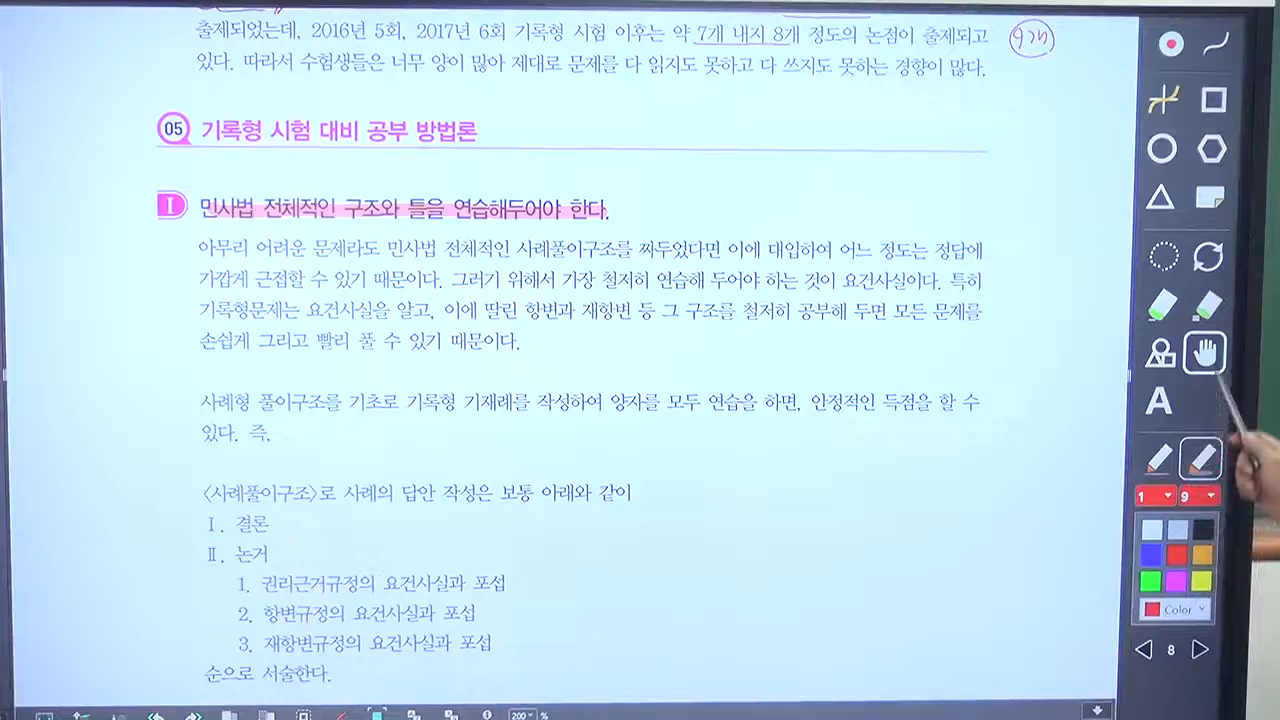 출제되었는데, 2016년 5회, 2017년 6회 기록형 시험 이후는 약 7개 내지 8개 정도의 논점이 출제되고
있다. 따라서 수험생들은 너무 양이 많아 제대로 문제를 다 읽지도 못하고 다 쓰지도 못하는 경향이 많다.
9개
05 기록형 시험 대비 공부 방법론
Ⅰ 민사법 전체적인 구조와 틀을 연습해두어야 한다.
아무리 어려운 문제라도 민사법 전체적인 사례풀이구조를 짜두었다면 이에 대입하여 어느 정도는 정답에
가깝게 근접할 수 있기 때문이다. 그러기 위해서 가장 철저히 연습해 두어야 하는 것이 요건사실이다. 특히
기록형문제는 요건사실을 알고, 이에 딸린 항변과 재항변 등 그 구조를 철저히 공부해 두면 모든 문제를
손쉽게 그리고 빨리 풀 수 있기 때문이다.
사례형 풀이구조를 기초로 기록형 기재례를 작성하여 양자를 모두 연습을 하면, 안정적인 득점을 할 수
있다. 즉,
〈사례풀이구조〉로 사례의 답안 작성은 보통 아래와 같이
Ⅰ. 결론
Ⅱ. 논거
1. 권리근거규정의 요건사실과 포섭
2. 항변규정의 요건사실과 포섭
3. 재항변규정의 요건사실과 포섭
순으로 서술한다.
A
1 9
Color
8
200 %